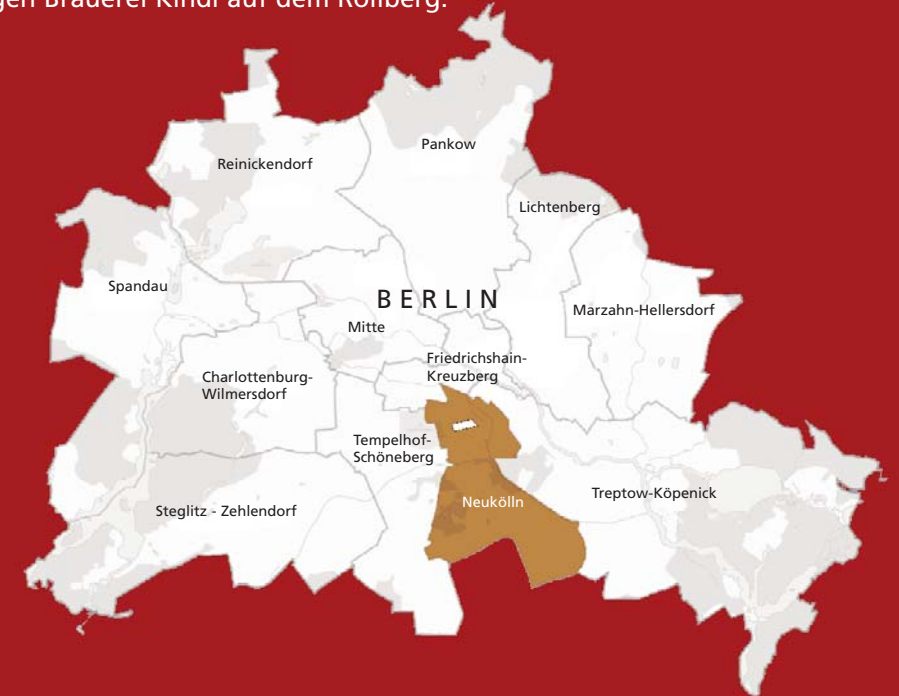 gen Brauerei Kindl auf dem Rollberg.
Pankow
Reinickendorf
Lichtenberg
Spandau
BERLIN
Marzahn-Hellersdorf
Mitte
Friedrichshain-
Kreuzberg
Charlottenburg-
Wilmersdorf
Tempelhof-
Schöneberg
Treptow-Köpenick
Neukölln
Steglitz - Zehlendorf